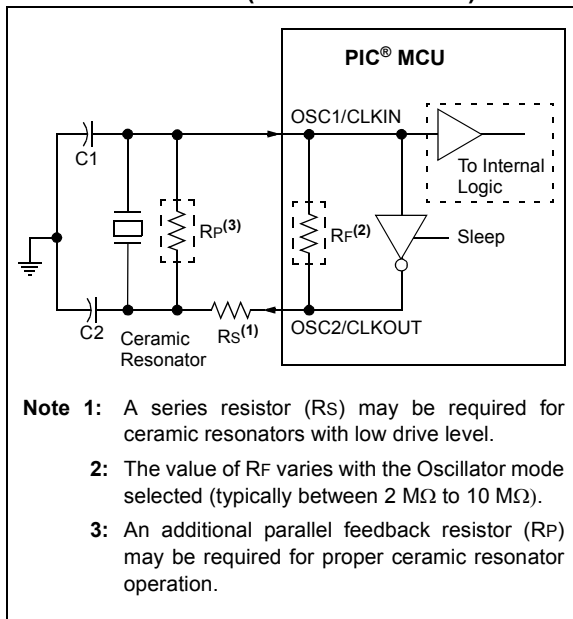 PIC® MCU
OSC1/CLKIN
C1
To Internal
Logic
RP(3)
RF(2)
Sleep
C2
Ceramic
Resonator
RS(1)
OSC2/CLKOUT
Note 1: A series resistor (RS) may be required for
ceramic resonators with low drive level.
2: The value of RF varies with the Oscillator mode
selected (typically between 2 MΩ to 10 MΩ).
3: An additional parallel feedback resistor (RP)
may be required for proper ceramic resonator
operation.